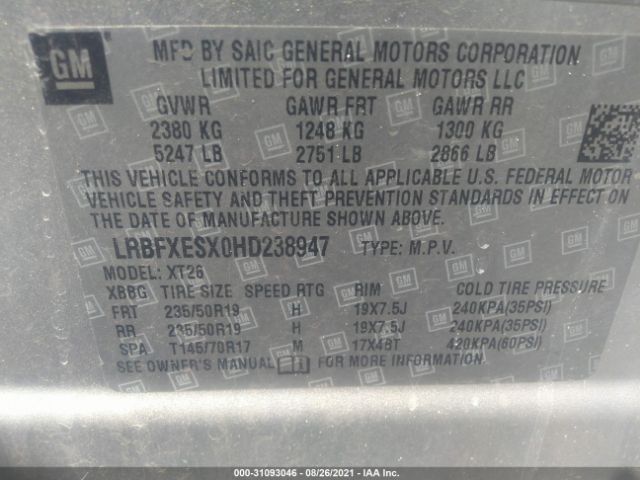 GM
MFD BY SAIC GENERAL MOTORS CORPORATION
LIMITED FOR GENERAL MOTORS LLC
GVWR GAWR FRT GAWR RR
2380 KG 1248 KG 1300 KG
5247 LB 2751 LB 2866 LB
THIS VEHICLE CONFORMS TO ALL APPLICABLE U.S. FEDERAL MOTOR
VEHICLE SAFETY AND THEFT PREVENTION STANDARDS IN EFFECT ON
THE DATE OF MANUFACTURE SHOWN ABOVE.
LRBFXESX0HD238947 TYPE: M.P.V.
MODEL: XT26
XBBG TIRE SIZE SPEED RTG RIM COLD TIRE PRESSURE
FRT 235/50R19 H 19X7.5J 240KPA(35PSI)
RR 235/50R19 H 19X7.5J 240KPA(35PSI)
SPA T145/70R17 M 17X4BT 420KPA(60PSI)
SEE OWNER'S MANUAL FOR MORE INFORMATION
000-31093046 - 08/26/2021 - IAA Inc.